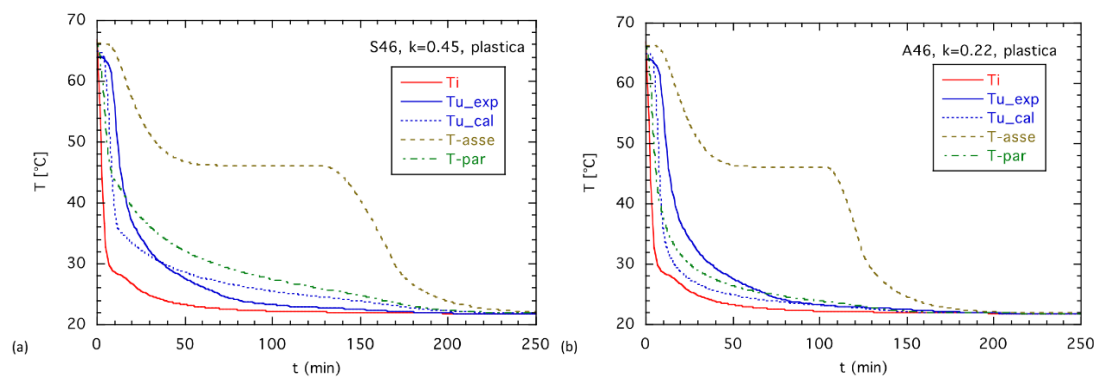 70
60
50
40
30
20
T [°C]
S46, k=0.45, plastica
Ti
Tu_exp
Tu_cal
T-asse
T-par
0 50 100 150 200 250
t (min)
(a)
70
60
50
40
30
20
T [°C]
A46, k=0.22, plastica
Ti
Tu_exp
Tu_cal
T-asse
T-par
0 50 100 150 200 250
t (min)
(b)